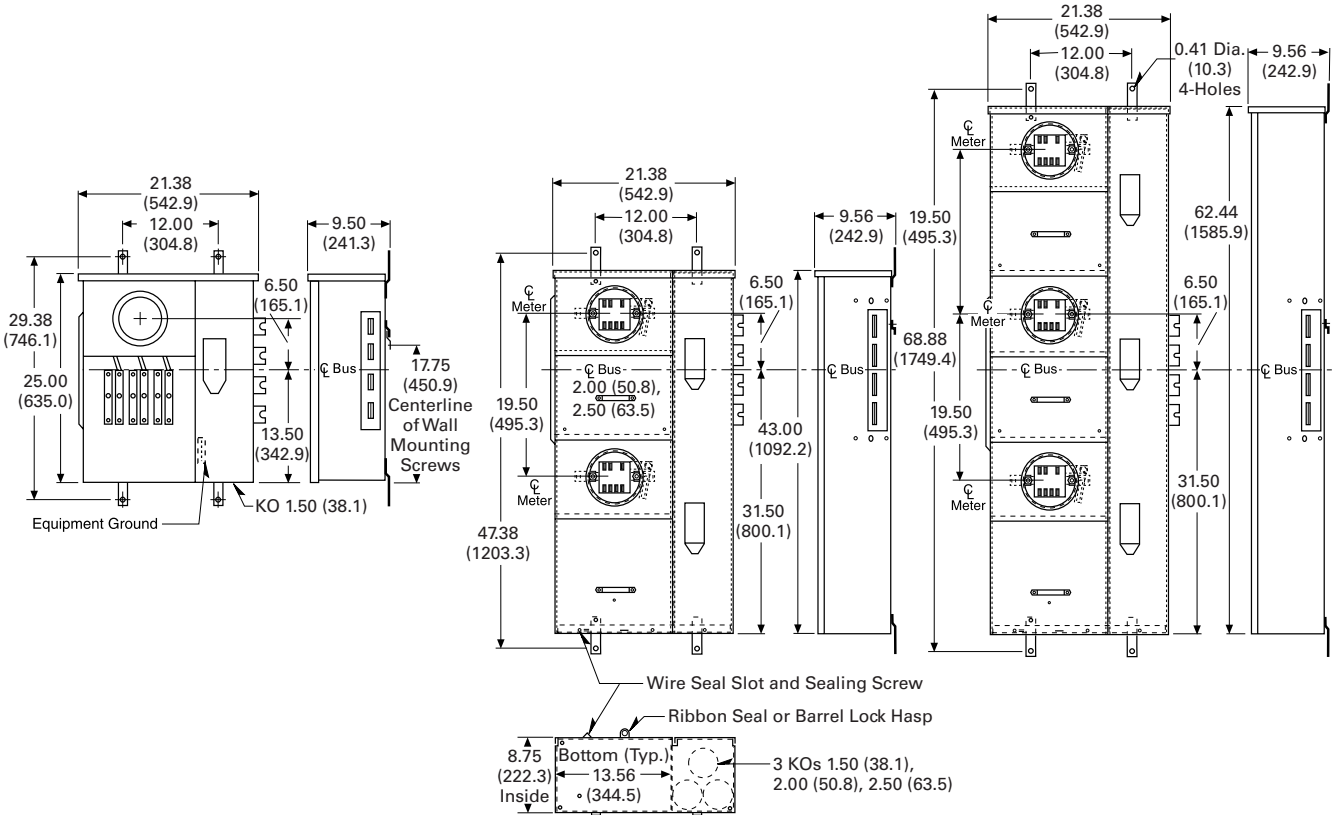 21.38
(542.9)
12.00
(304.8)
9.50
(241.3)
29.38
(746.1)
25.00
(635.0)
6.50
(165.1)
13.50
(342.9)
℄ Bus
17.75
(450.9)
Centerline
of Wall
Mounting
Screws
KO 1.50 (38.1)
Equipment Ground
21.38
(542.9)
12.00
(304.8)
9.56
(242.9)
℄
Meter
6.50
(165.1)
℄ Bus
2.00 (50.8),
2.50 (63.5)
19.50
(495.3)
℄
Meter
47.38
(1203.3)
43.00
(1092.2)
31.50
(800.1)
℄ Bus
21.38
(542.9)
12.00
(304.8)
0.41 Dia.
(10.3)
4-Holes
9.56
(242.9)
℄
Meter
19.50
(495.3)
℄
Meter
68.88
(1749.4)
℄ Bus
19.50
(495.3)
℄
Meter
62.44
(1585.9)
6.50
(165.1)
31.50
(800.1)
℄ Bus
Wire Seal Slot and Sealing Screw
Ribbon Seal or Barrel Lock Hasp
8.75
(222.3)
Inside
Bottom (Typ.)
13.56
(344.5)
3 KOs 1.50 (38.1),
2.00 (50.8), 2.50 (63.5)